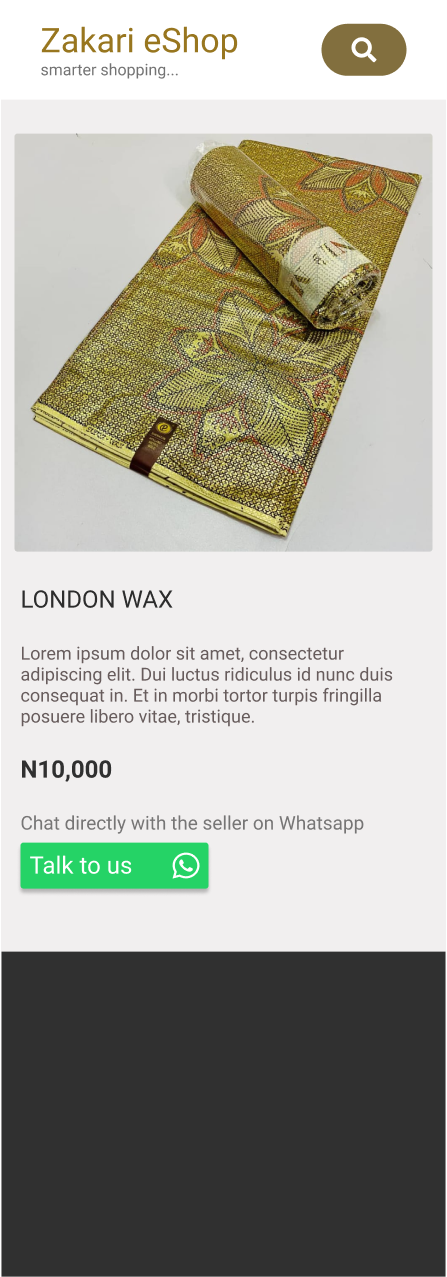 Zakari eShop
smarter shopping...
LONDON WAX
Lorem ipsum dolor sit amet, consectetur
adipiscing elit. Dui luctus ridiculus id nunc duis
consequat in. Et in morbi tortor turpis fringilla
posuere libero vitae, tristique.
N10,000
Chat directly with the seller on Whatsapp
Talk to us